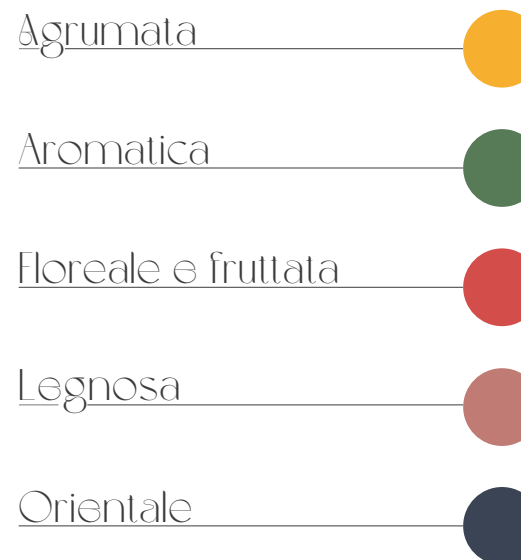 Agrumata
Aromatica
Floreale e fruttata
Legnosa
Orientale